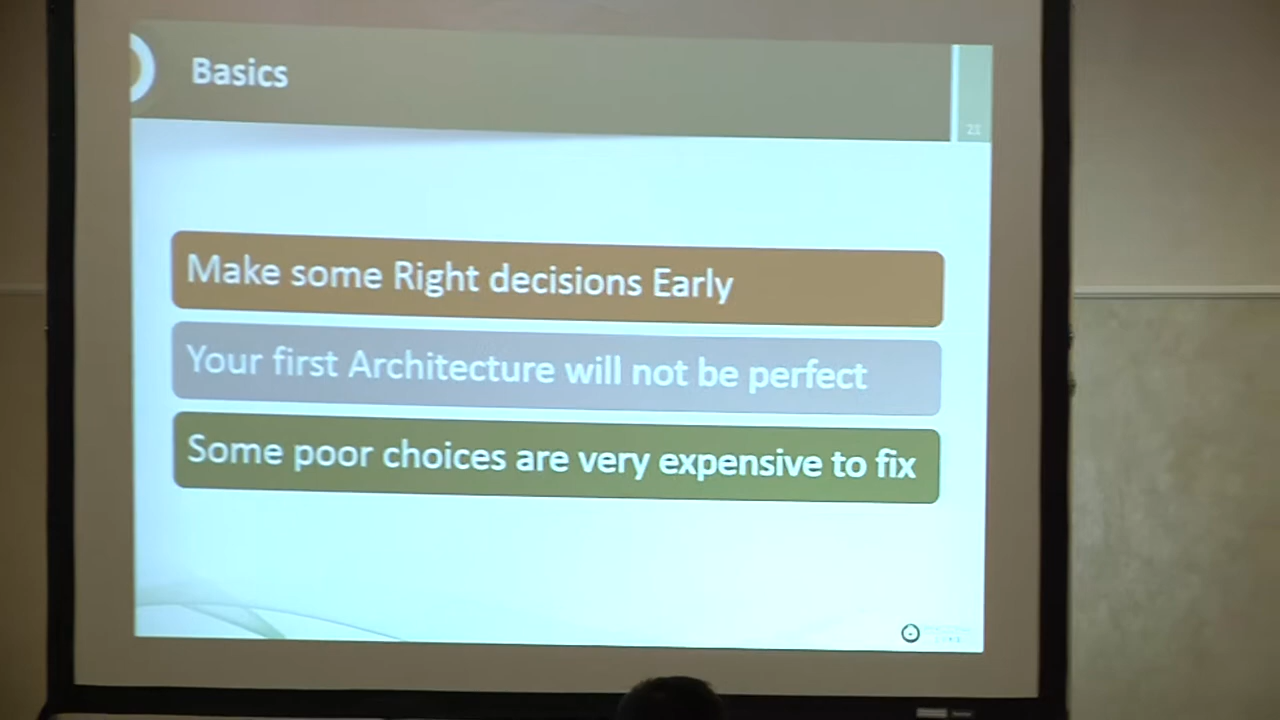 Basics
21
Make some Right decisions Early
Your first Architecture will not be perfect
Some poor choices are very expensive to fix